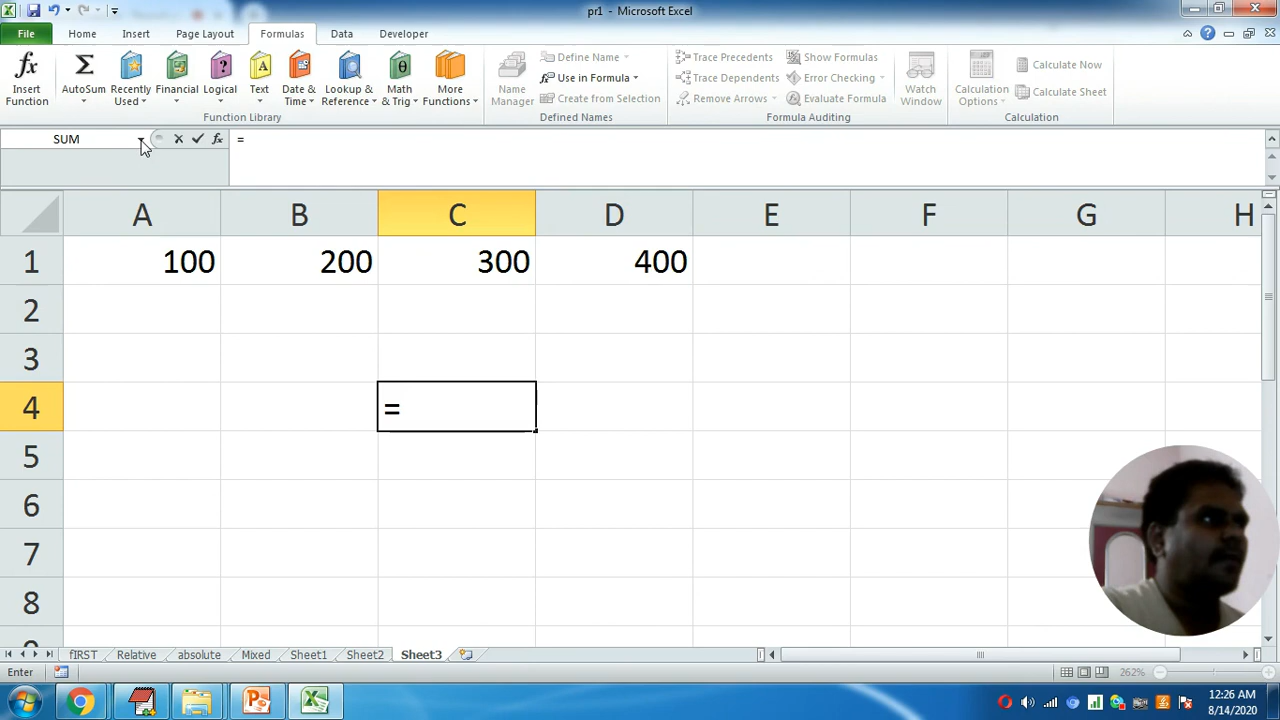 pr1 - Microsoft Excel
File Home Insert Page Layout Formulas Data Developer
fx Insert Function
Σ AutoSum
Recently Used
Financial
? Logical
A Text
Date & Time
Lookup & Reference
θ Math & Trig
More Functions
Function Library
Name Manager
Define Name
Use in Formula
Create from Selection
Defined Names
Trace Precedents
Trace Dependents
Remove Arrows
Show Formulas
Error Checking
Evaluate Formula
Formula Auditing
Watch Window
Calculation Options
Calculate Now
Calculate Sheet
Calculation
SUM fx =
A B C D E F G H
1 100 200 300 400
2
3
4 =
5
6
7
8
9
fIRST Relative absolute Mixed Sheet1 Sheet2 Sheet3
Enter 262%
12:26 AM
8/14/2020